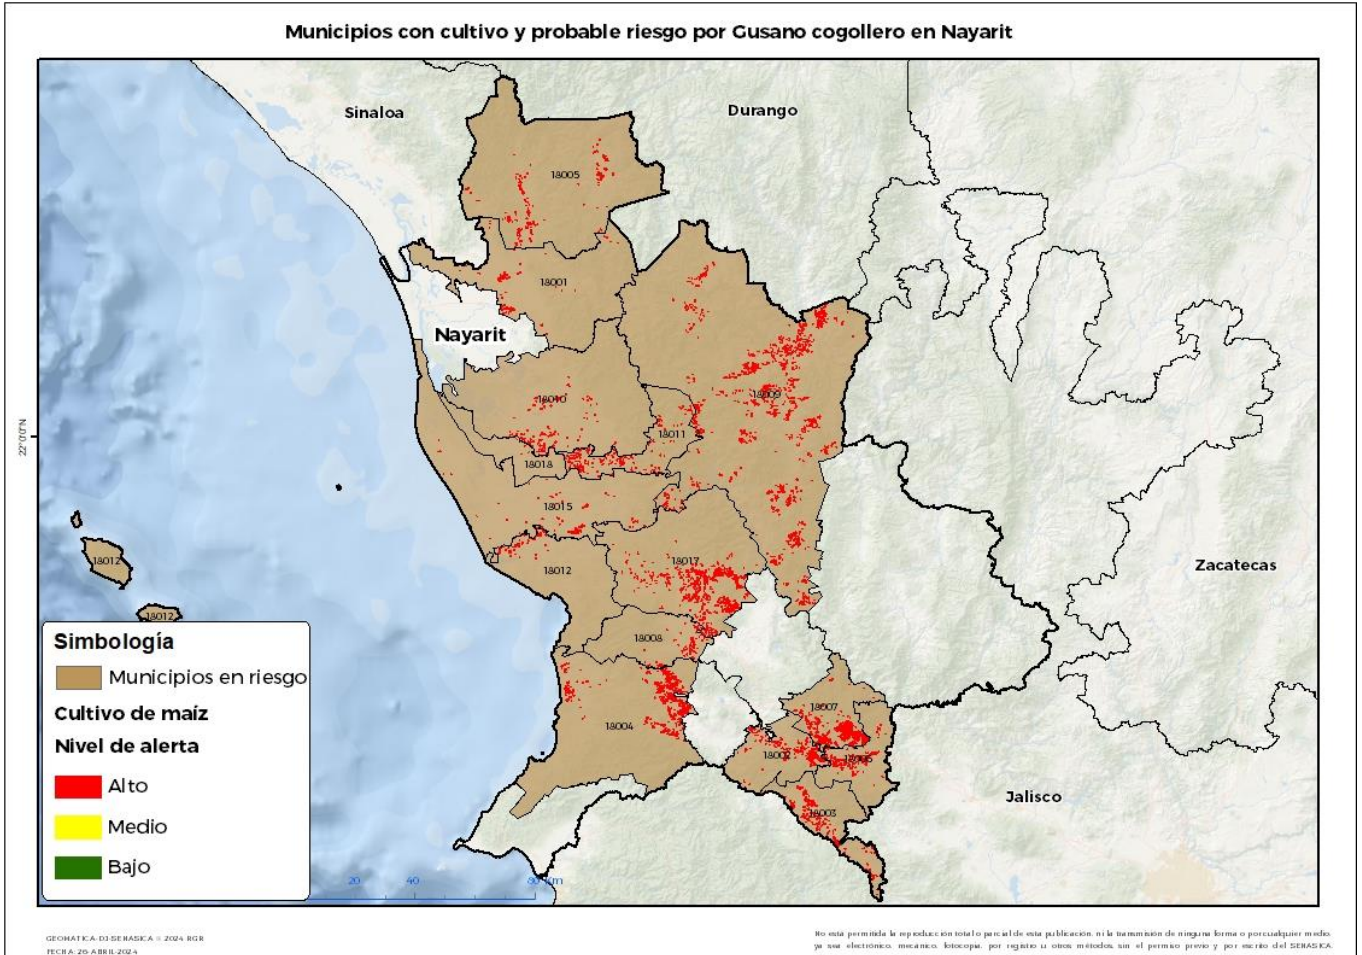 Municipios con cultivo y probable riesgo por Gusano cogollero en Nayarit
Sinaloa
Durango
18005
18001
Nayarit
18009
18010
18011
22°0'0"N
18018
18015
18012
18017
18012
Zacatecas
18012
18008
Simbología
Municipios en riesgo
Cultivo de maíz
Nivel de alerta
Alto
Medio
Bajo
18004
18007
18002
18006
Jalisco
18003
20
40
80 Km
GEOMATICA-DJ-SENASICA © 2024 RGR
FECHA: 26-ABRIL-2024
No está permitida la reproducción total o parcial de esta publicación, ni la transmisión de ninguna forma o por cualquier medio,
ya sea electrónico, mecánico, fotocopia, por registro u otros métodos, sin el permiso previo y por escrito del SENASICA.